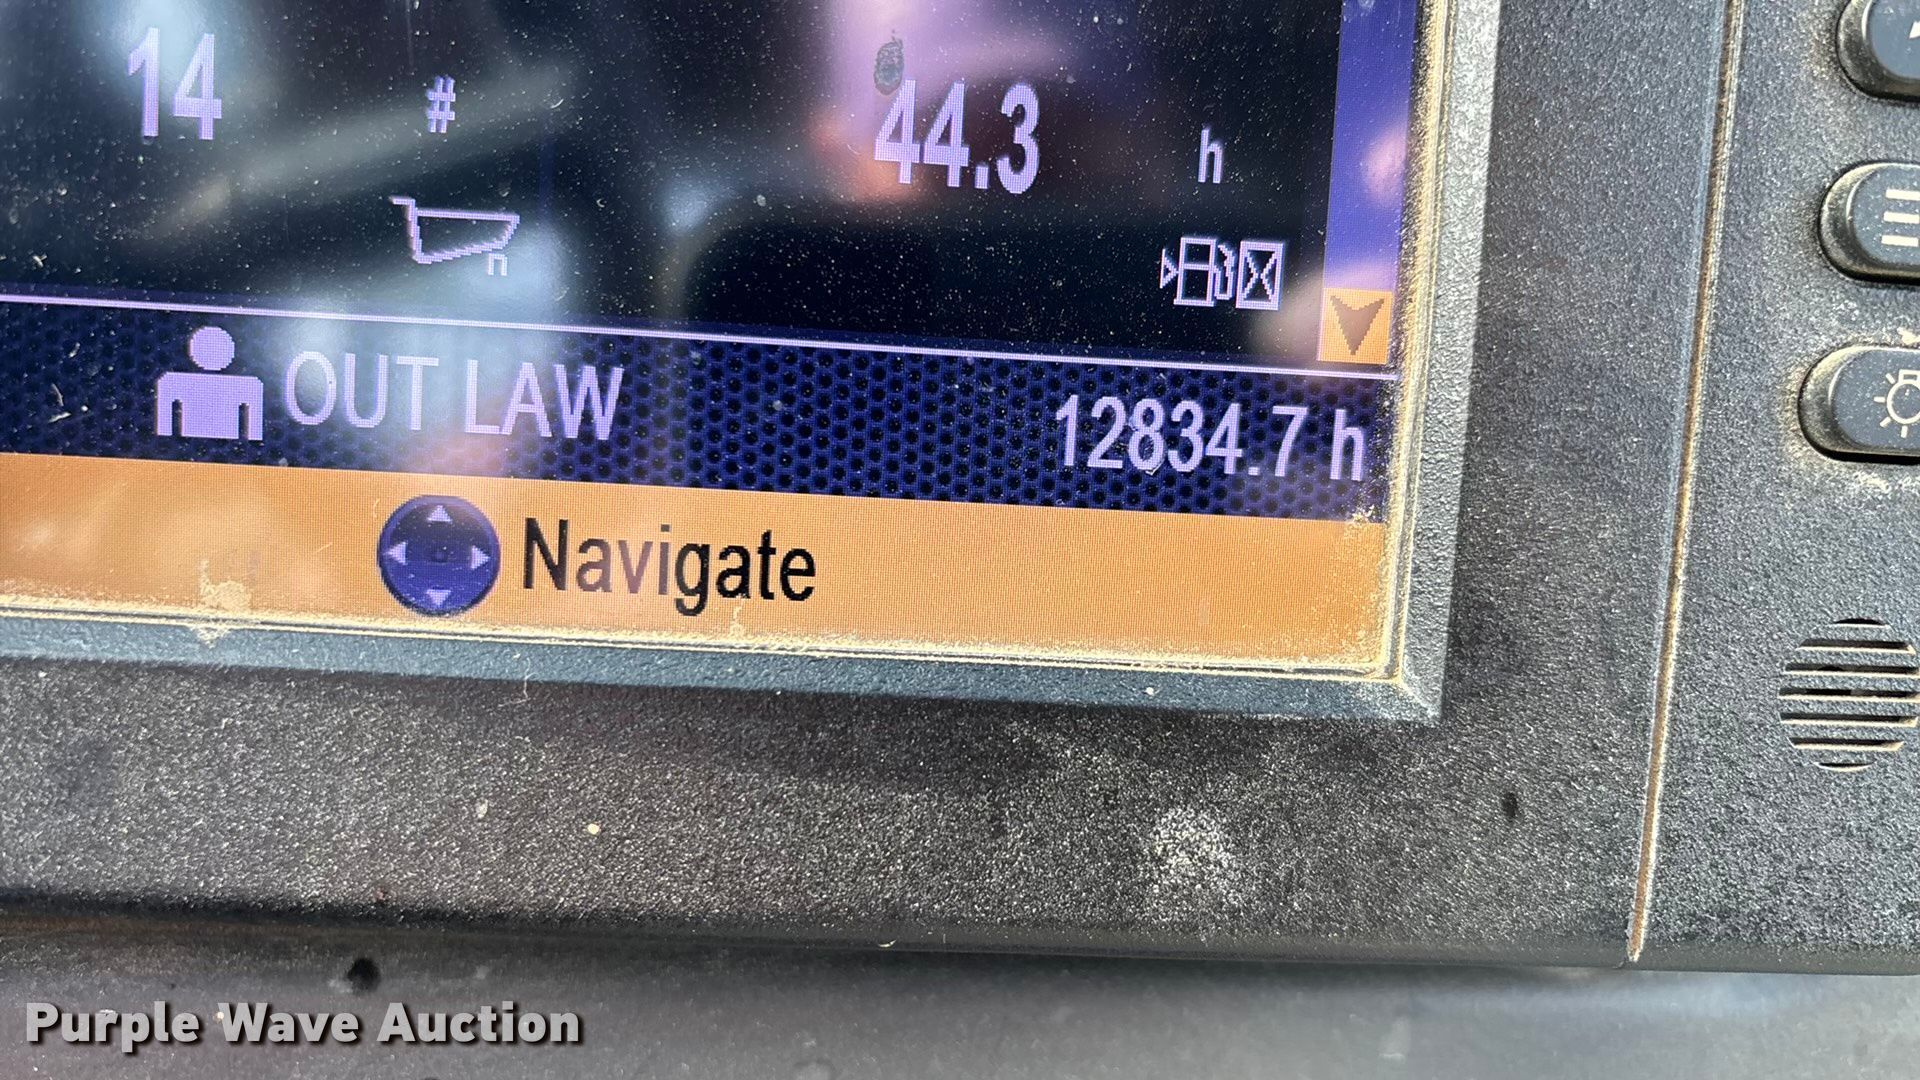 14 # 44.3 h
n
OUT LAW 12834.7 h
Navigate
Purple Wave Auction